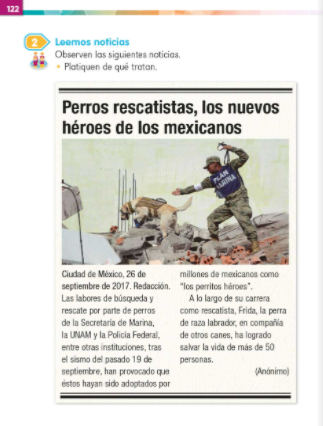 122
2 Leemos noticias
Observen las siguientes noticias.
• Platiquen de qué tratan.
Perros rescatistas, los nuevos
héroes de los mexicanos
PLAN
MARINA
Ciudad de México, 26 de
septiembre de 2017. Redacción.
Las labores de búsqueda y
rescate por parte de perros
de la Secretaría de Marina,
la UNAM y la Policía Federal,
entre otras instituciones, tras
el sismo del pasado 19 de
septiembre, han provocado que
éstos hayan sido adoptados por
millones de mexicanos como
"los perritos héroes".
A lo largo de su carrera
como rescatista, Frida, la perra
de raza labrador, en compañía
de otros canes, ha logrado
salvar la vida de más de 50
personas.
(Anónimo)